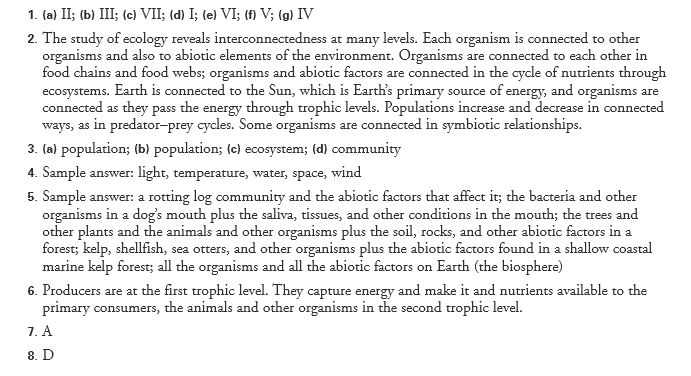 1. (a) II; (b) III; (c) VII; (d) I; (e) VI; (f) V; (g) IV
2. The study of ecology reveals interconnectedness at many levels. Each organism is connected to other
organisms and also to abiotic elements of the environment. Organisms are connected to each other in
food chains and food webs; organisms and abiotic factors are connected in the cycle of nutrients through
ecosystems. Earth is connected to the Sun, which is Earth's primary source of energy, and organisms are
connected as they pass the energy through trophic levels. Populations increase and decrease in connected
ways, as in predator–prey cycles. Some organisms are connected in symbiotic relationships.
3. (a) population; (b) population; (c) ecosystem; (d) community
4. Sample answer: light, temperature, water, space, wind
5. Sample answer: a rotting log community and the abiotic factors that affect it; the bacteria and other
organisms in a dog's mouth plus the saliva, tissues, and other conditions in the mouth; the trees and
other plants and the animals and other organisms plus the soil, rocks, and other abiotic factors in a
forest; kelp, shellfish, sea otters, and other organisms plus the abiotic factors found in a shallow coastal
marine kelp forest; all the organisms and all the abiotic factors on Earth (the biosphere)
6. Producers are at the first trophic level. They capture energy and make it and nutrients available to the
primary consumers, the animals and other organisms in the second trophic level.
7. A
8. D